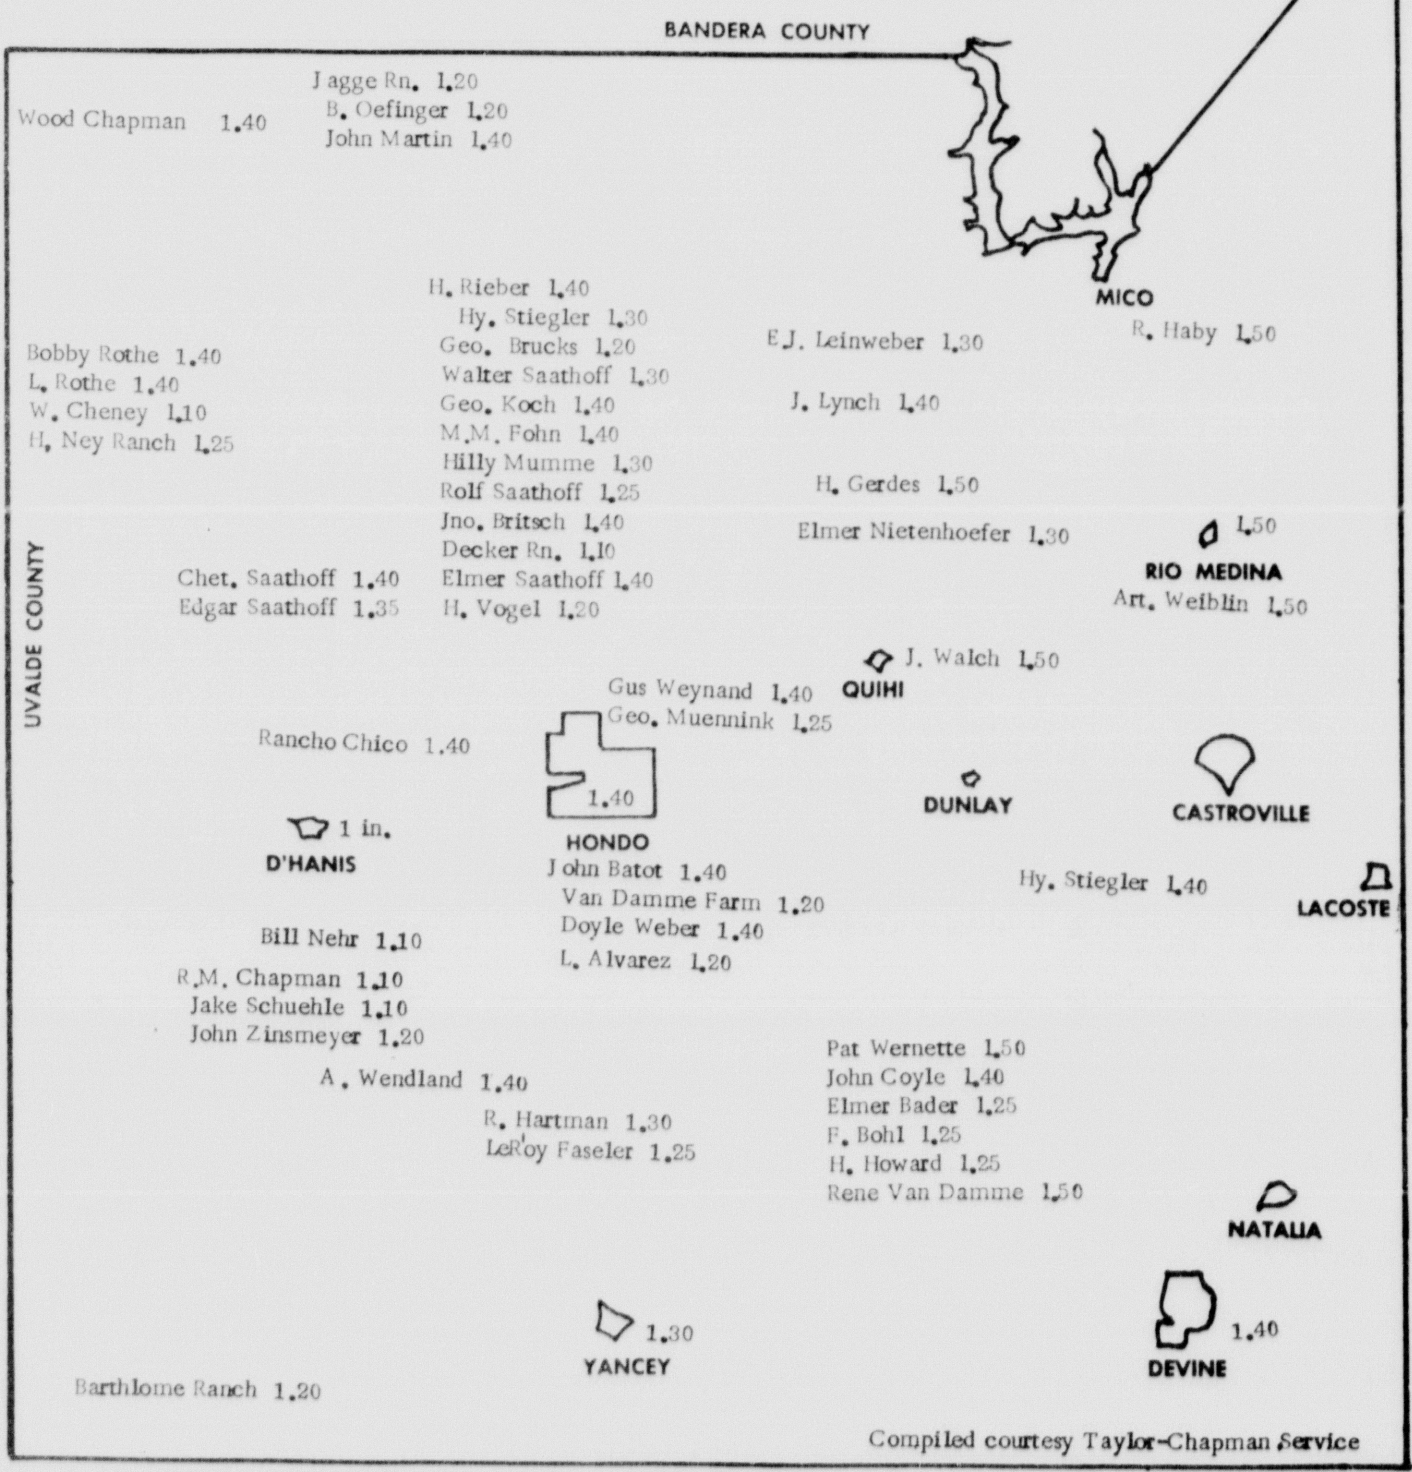 BANDERA COUNTY
Jagge Rn. 1.20
B. Oefinger 1.20
John Martin 1.40
Wood Chapman 1.40
MICO
R. Haby 1.50
H. Rieber 1.40
Hy. Stiegler 1.30
Geo. Brucks 1.20
Walter Saathoff 1.30
Geo. Koch 1.40
M.M. Fohn 1.40
Hilly Mumme 1.30
Rolf Saathoff 1.25
Jno. Britsch 1.40
Decker Rn. 1.10
Elmer Saathoff 1.40
H. Vogel 1.20
E.J. Leinweber 1.30
J. Lynch 1.40
H. Gerdes 1.50
Elmer Nietenhoefer 1.30
Bobby Rothe 1.40
L. Rothe 1.40
W. Cheney 1.10
H. Ney Ranch 1.25
UVALDE COUNTY
Chet. Saathoff 1.40
Edgar Saathoff 1.35
1.50
RIO MEDINA
Art. Weiblin 1.50
J. Walch 1.50
QUIHI
Gus Weynand 1.40
Geo. Muennink 1.25
Rancho Chico 1.40
1.40
HONDO
DUNLAY
CASTROVILLE
1 in.
D'HANIS
John Batot 1.40
Van Damme Farm 1.20
Doyle Weber 1.40
L. Alvarez 1.20
Hy. Stiegler 1.40
LACOSTE
Bill Nehr 1.10
R.M. Chapman 1.10
Jake Schuehle 1.10
John Zinsmeyer 1.20
A. Wendland 1.40
R. Hartman 1.30
LeR'oy Faseler 1.25
Pat Wernette 1.50
John Coyle 1.40
Elmer Bader 1.25
F. Bohl 1.25
H. Howard 1.25
Rene Van Damme 1.50
NATALIA
1.30
YANCEY
1.40
DEVINE
Barthlome Ranch 1.20
Compiled courtesy Taylor-Chapman Service